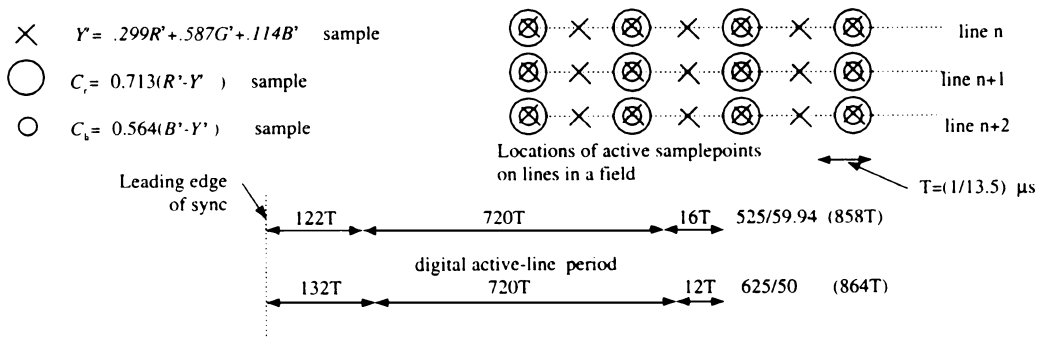 Y'= .299R'+.587G'+.114B' sample
Cr= 0.713(R'-Y' ) sample
Cb= 0.564(B'-Y') sample
line n
line n+1
line n+2
Locations of active samplepoints
on lines in a field
T=(1/13.5) μs
Leading edge
of sync
122T 720T 16T 525/59.94 (858T)
digital active-line period
132T 720T 12T 625/50 (864T)